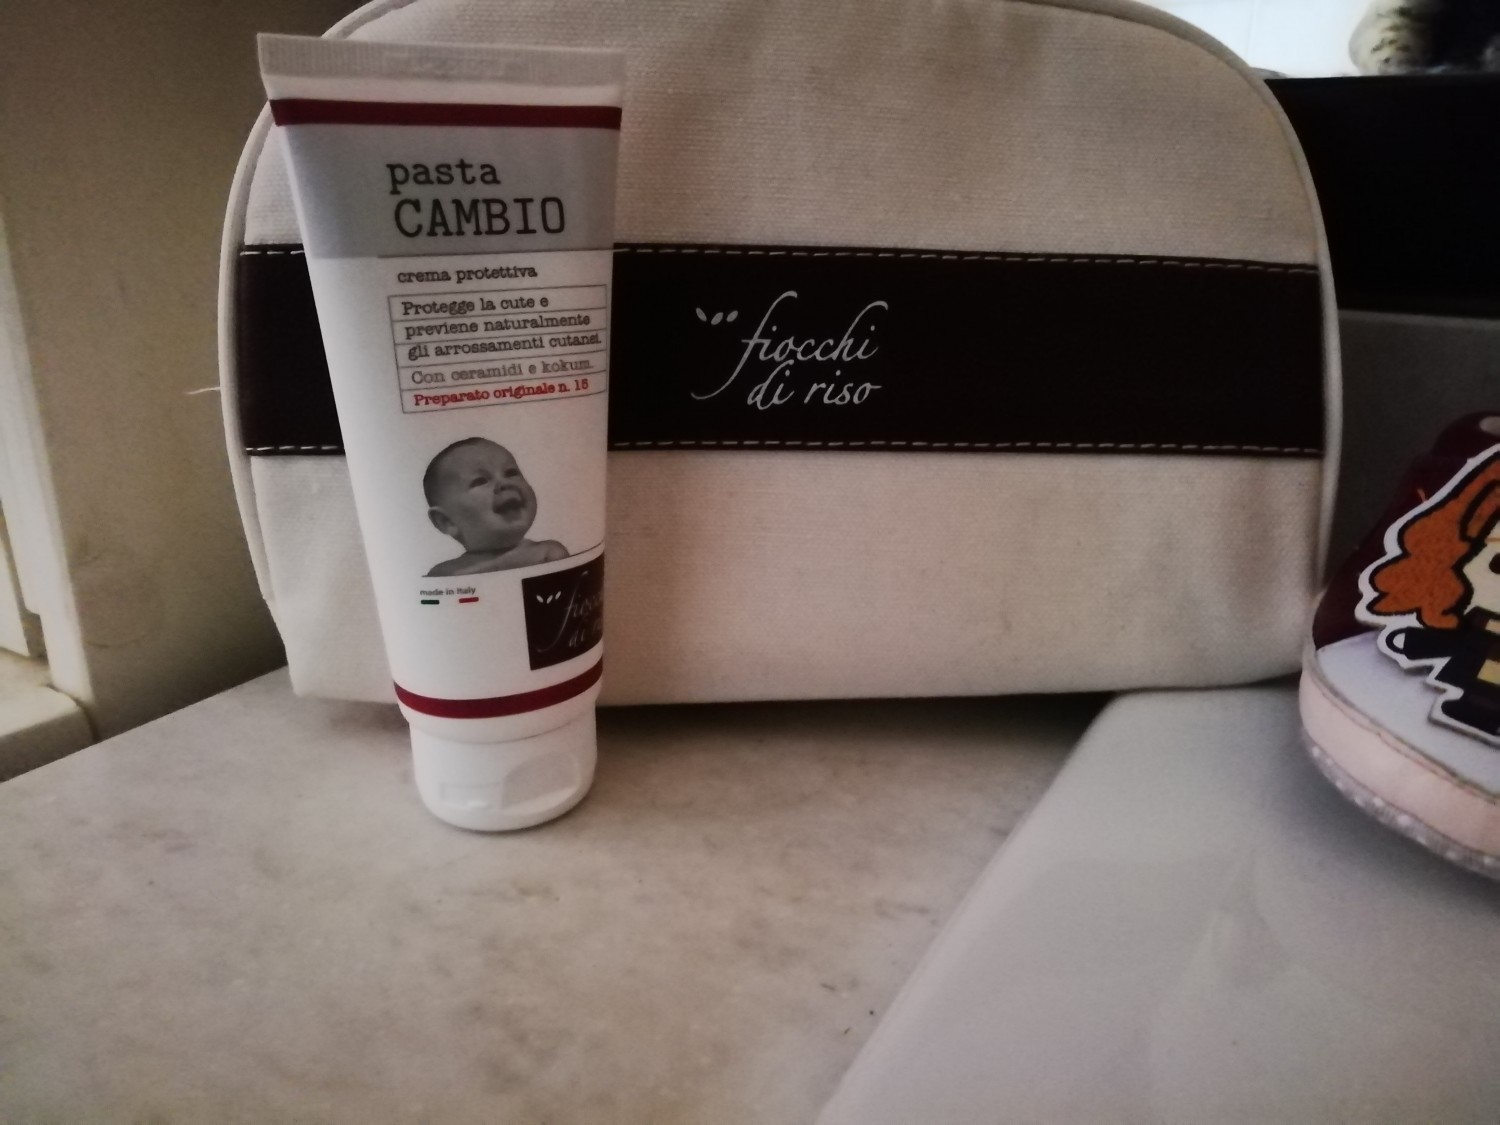 pasta
CAMBIO
crema protettiva
Protegge la cute e
previene naturalmente
gli arrossamenti cutanei.
Con ceramidi e kokum.
Preparato originale n. 15
made in Italy
fiocchi
di riso